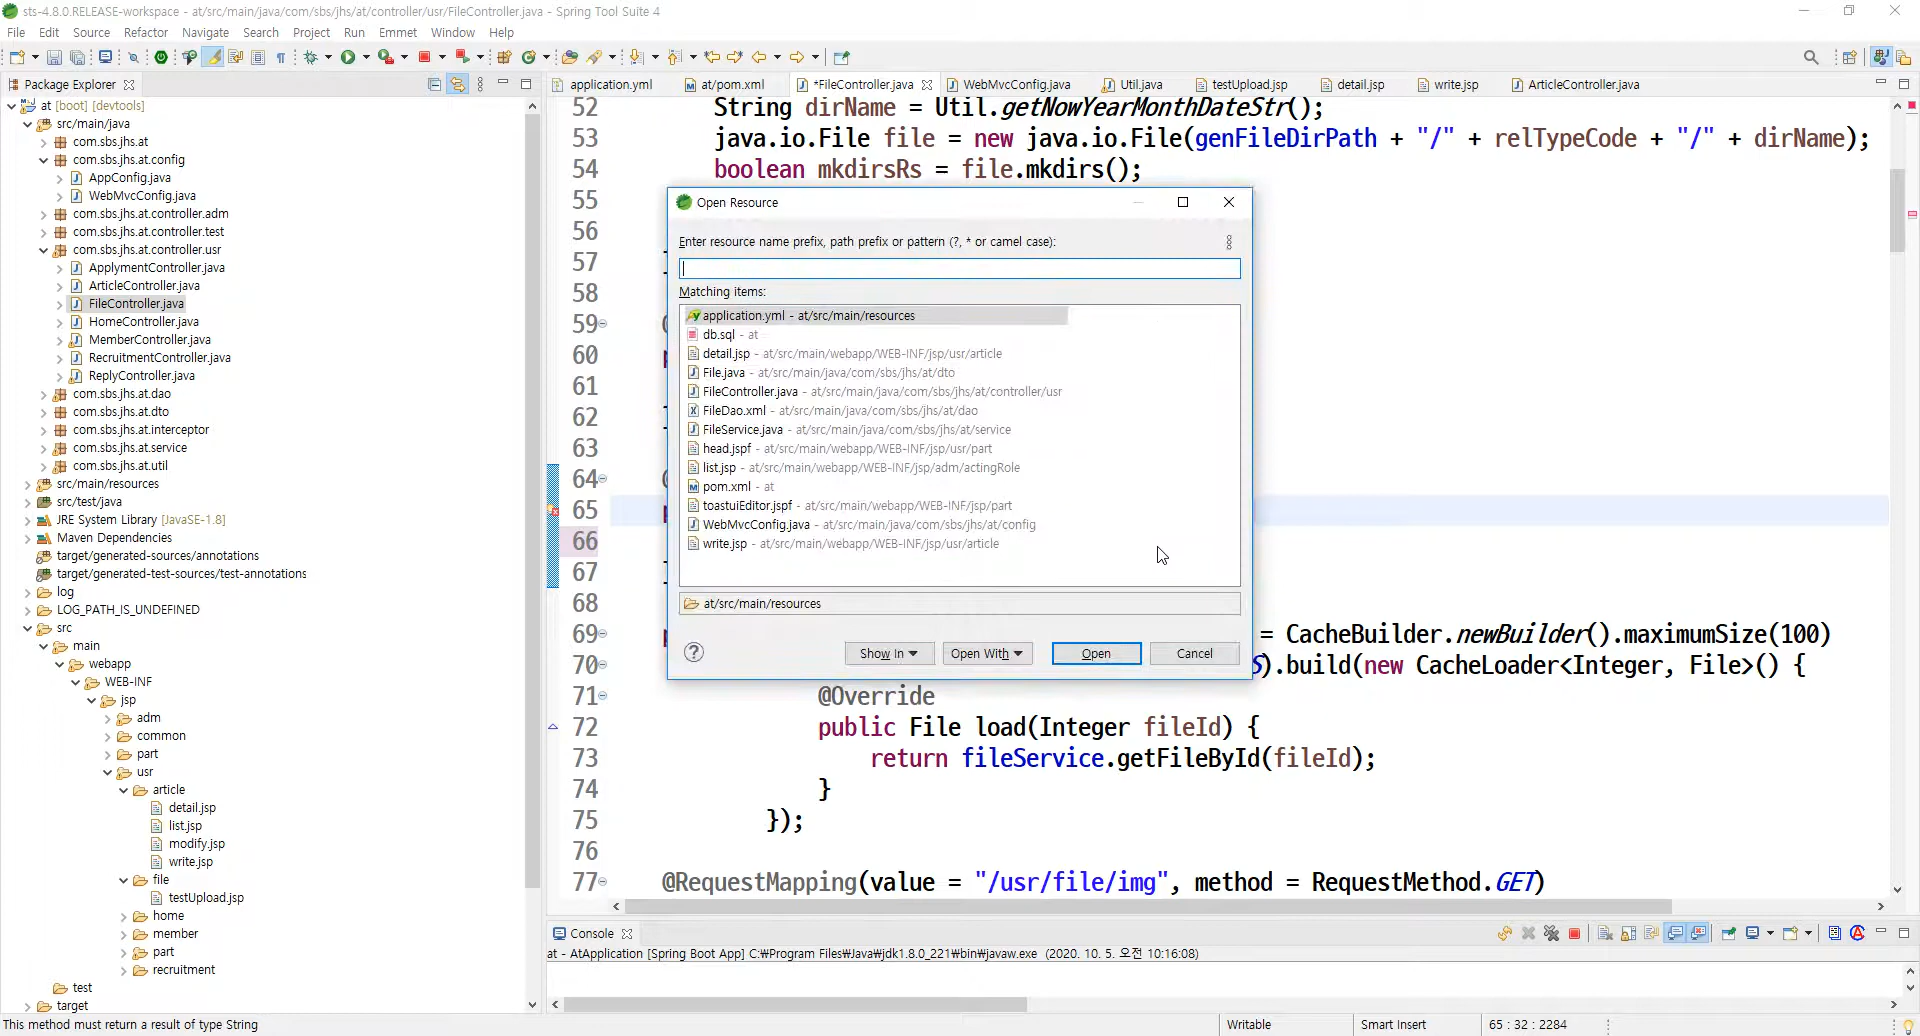 sts-4.8.0.RELEASE-workspace - at/src/main/java/com/sbs/jhs/at/controller/usr/FileController.java - Spring Tool Suite 4
File Edit Source Refactor Navigate Search Project Run Emmet Window Help
Package Explorer
at [boot] [devtools]
src/main/java
com.sbs.jhs.at
com.sbs.jhs.at.config
AppConfig.java
WebMvcConfig.java
com.sbs.jhs.at.controller.adm
com.sbs.jhs.at.controller.test
com.sbs.jhs.at.controller.usr
ApplymentController.java
ArticleController.java
FileController.java
HomeController.java
MemberController.java
RecruitmentController.java
ReplyController.java
com.sbs.jhs.at.dao
com.sbs.jhs.at.dto
com.sbs.jhs.at.interceptor
com.sbs.jhs.at.service
com.sbs.jhs.at.util
src/main/resources
src/test/java
JRE System Library [JavaSE-1.8]
Maven Dependencies
target/generated-sources/annotations
target/generated-test-sources/test-annotations
log
LOG_PATH_IS_UNDEFINED
src
main
webapp
WEB-INF
jsp
adm
common
part
usr
article
detail.jsp
list.jsp
modify.jsp
write.jsp
file
testUpload.jsp
home
member
part
recruitment
test
target
application.yml at/pom.xml *FileController.java WebMvcConfig.java Util.java testUpload.jsp detail.jsp write.jsp ArticleController.java
52 String dirName = Util.getNowYearMonthDateStr();
53 java.io.File file = new java.io.File(genFileDirPath + "/" + relTypeCode + "/" + dirName);
54 boolean mkdirsRs = file.mkdirs();
55
56
57
58
59
60
61
62
63
64
65
66
67
68
69 = CacheBuilder.newBuilder().maximumSize(100)
70 S).build(new CacheLoader<Integer, File>() {
71 @Override
72 public File load(Integer fileId) {
73 return fileService.getFileById(fileId);
74 }
75 });
76
77 @RequestMapping(value = "/usr/file/img", method = RequestMethod.GET)
Open Resource
Enter resource name prefix, path prefix or pattern (?, * or camel case):
Matching items:
application.yml - at/src/main/resources
db.sql - at
detail.jsp - at/src/main/webapp/WEB-INF/jsp/usr/article
File.java - at/src/main/java/com/sbs/jhs/at/dto
FileController.java - at/src/main/java/com/sbs/jhs/at/controller/usr
FileDao.xml - at/src/main/java/com/sbs/jhs/at/dao
FileService.java - at/src/main/java/com/sbs/jhs/at/service
head.jspf - at/src/main/webapp/WEB-INF/jsp/usr/part
list.jsp - at/src/main/webapp/WEB-INF/jsp/adm/actingRole
pom.xml - at
toastuiEditor.jspf - at/src/main/webapp/WEB-INF/jsp/part
WebMvcConfig.java - at/src/main/java/com/sbs/jhs/at/config
write.jsp - at/src/main/webapp/WEB-INF/jsp/usr/article
at/src/main/resources
Show In Open With Open Cancel
Console
at - AtApplication [Spring Boot App] C:₩Program Files₩Java₩jdk1.8.0_221₩bin₩javaw.exe (2020. 10. 5. 오전 10:16:08)
This method must return a result of type String
Writable Smart Insert 65 : 32 : 2284